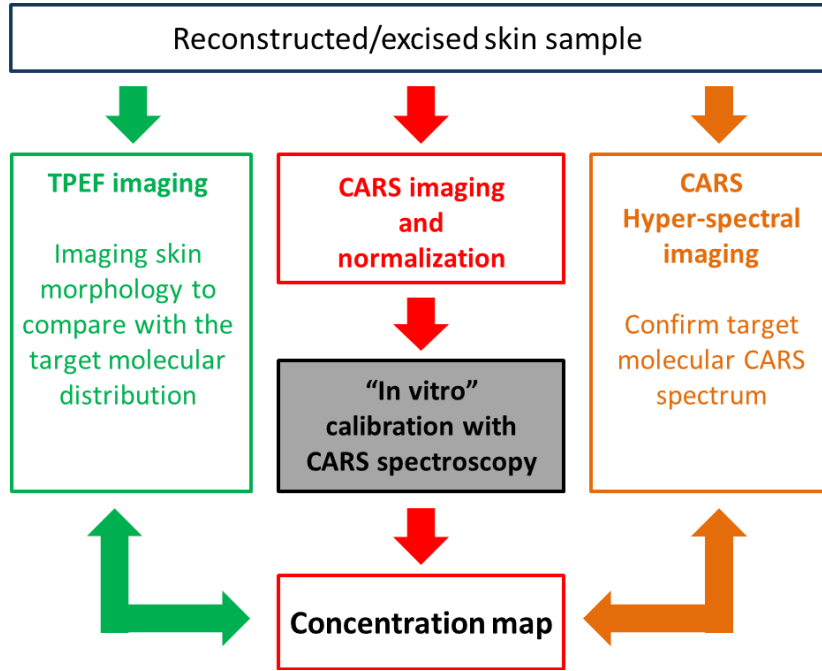 Reconstructed/excised skin sample
TPEF imaging
Imaging skin
morphology to
compare with the
target molecular
distribution
CARS imaging
and
normalization
“In vitro”
calibration with
CARS spectroscopy
CARS
Hyper-spectral
imaging
Confirm target
molecular CARS
spectrum
Concentration map